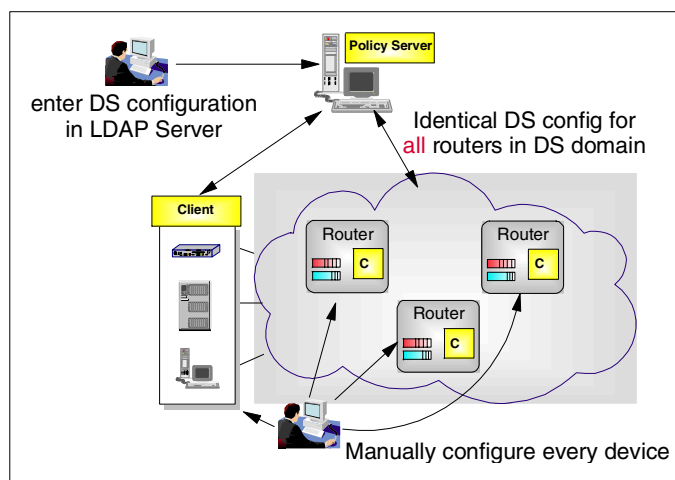 Policy Server
enter DS configuration
in LDAP Server
Identical DS config for
all routers in DS domain
Client
Router
C
Router
C
Router
C
Manually configure every device